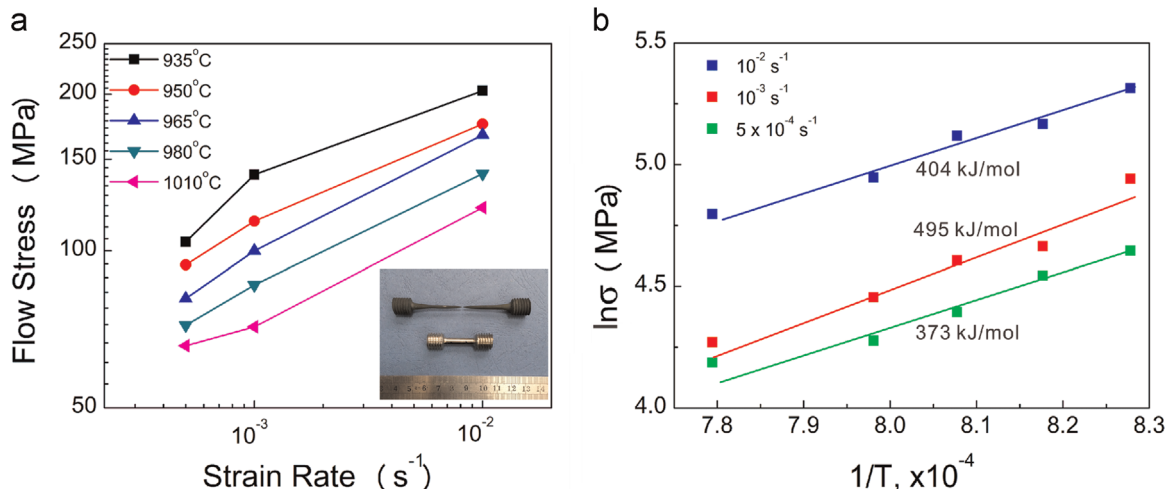 a
250
200
150
100
50
Flow Stress (MPa)
935°C
950°C
965°C
980°C
1010°C
10⁻³
10⁻²
Strain Rate (s⁻¹)
b
5.5
5.0
4.5
4.0
lnσ (MPa)
10⁻² s⁻¹
10⁻³ s⁻¹
5 x 10⁻⁴ s⁻¹
404 kJ/mol
495 kJ/mol
373 kJ/mol
7.8 7.9 8.0 8.1 8.2 8.3
1/T, x10⁻⁴